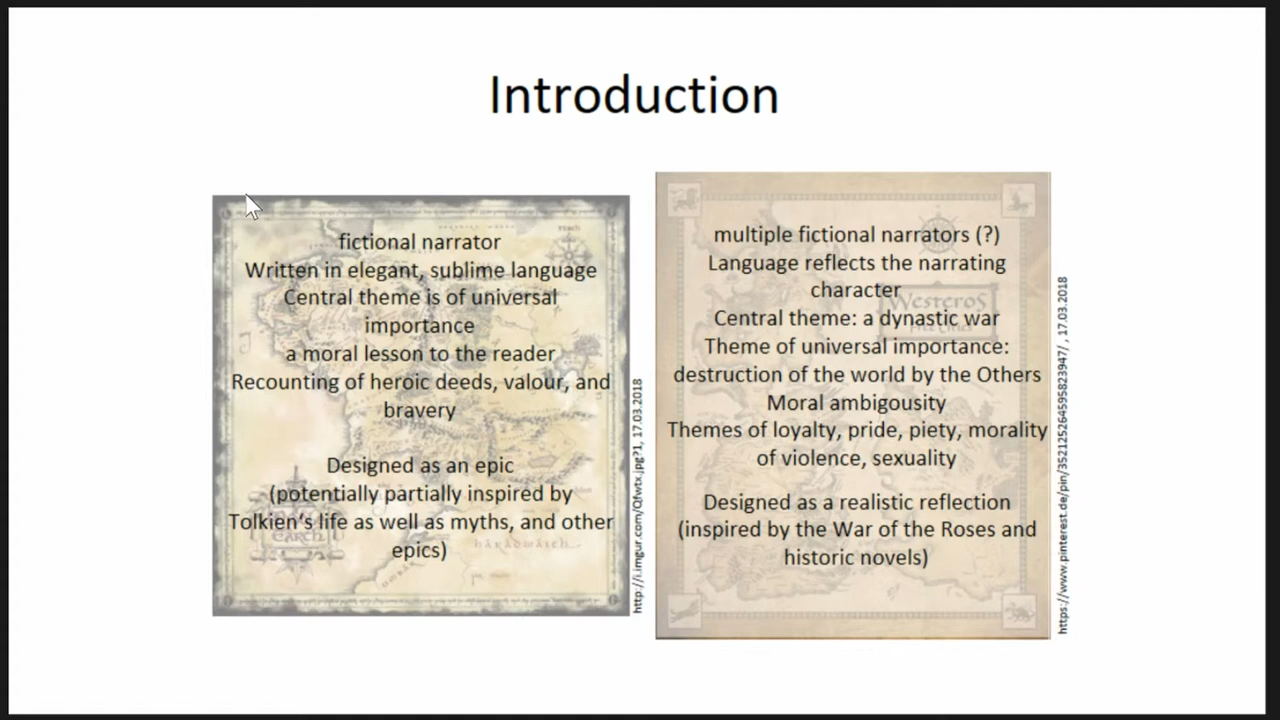 Introduction
fictional narrator
Written in elegant, sublime language
Central theme is of universal
importance
a moral lesson to the reader
Recounting of heroic deeds, valour, and
bravery
Designed as an epic
(potentially partially inspired by
Tolkien's life as well as myths, and other
epics)
http://i.imgur.com/Qfwtx.jpg?1, 17.03.2018
multiple fictional narrators (?)
Language reflects the narrating
character
Westeros
Central theme: a dynastic war
Theme of universal importance:
destruction of the world by the Others
Moral ambigousity
Themes of loyalty, pride, piety, morality
of violence, sexuality
Designed as a realistic reflection
(inspired by the War of the Roses and
historic novels)
https://www.pinterest.de/pin/352125264595823947/ , 17.03.2018